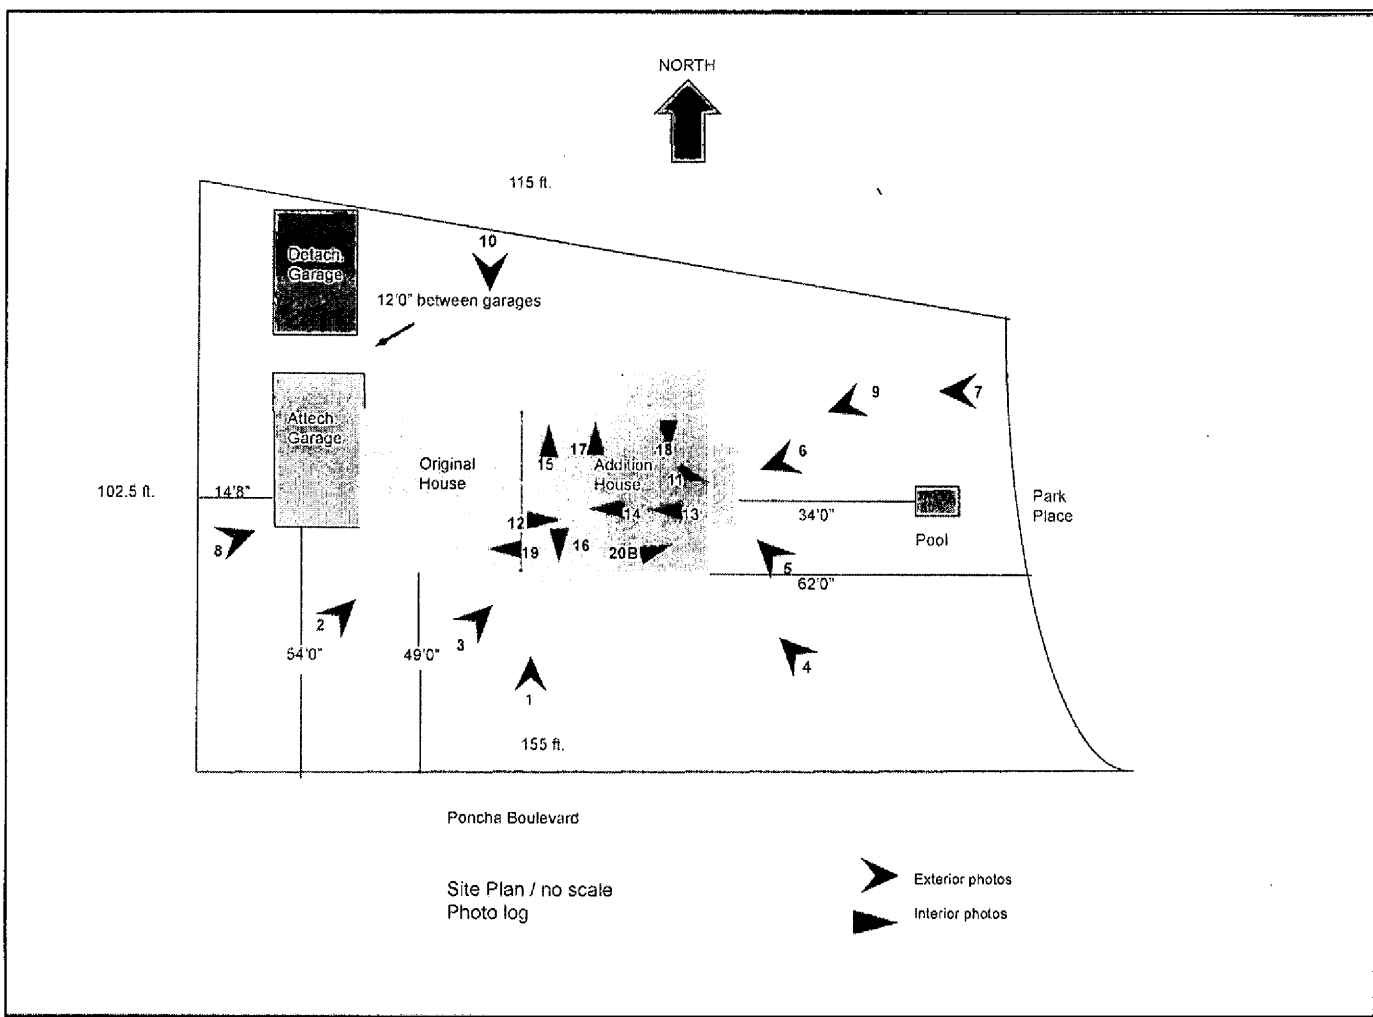 NORTH
115 ft.
10
Detach.
Garage
12'0" between garages
9
7
Attech.
Garage
17
18
6
15
Original
House
Addition
House
11
102.5 ft.
14'8"
34'0"
Park
Place
12
14
13
Pool
8
19
16
20B
5
62'0"
2
3
54'0"
49'0"
4
1
155 ft.
Poncha Boulevard
Site Plan / no scale
Photo log
Exterior photos
Interior photos